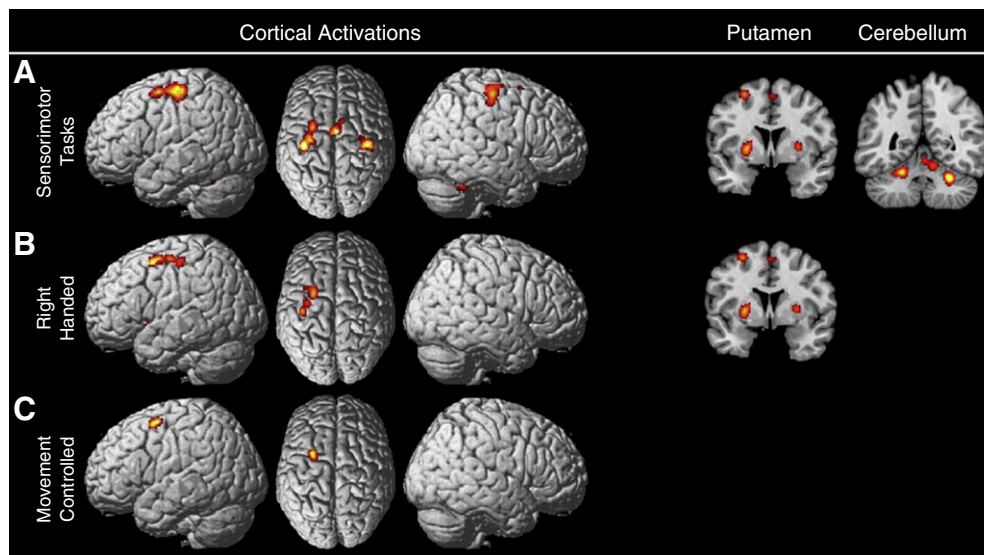 Cortical Activations
Putamen
Cerebellum
A
Sensorimotor
Tasks
B
Right
Handed
C
Movement
Controlled